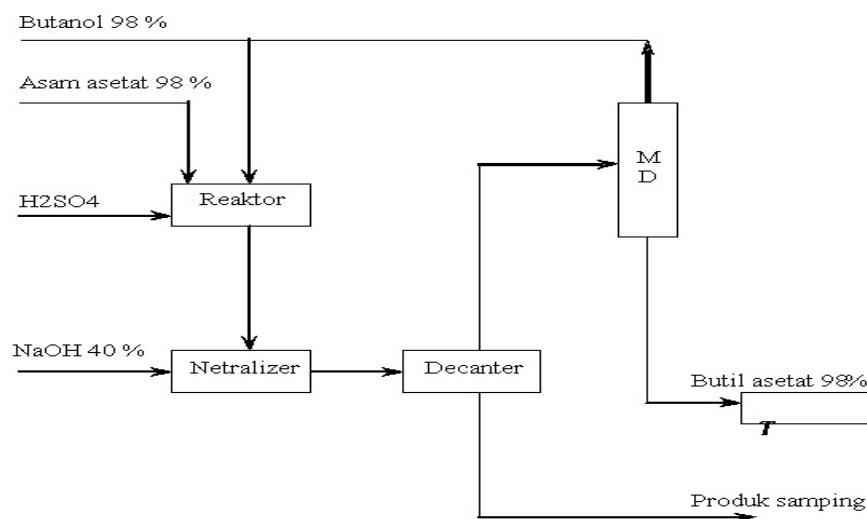 Butanol 98 %
Asam asetat 98 %
M
D
Reaktor
H2SO4
NaOH 40 %
Netralizer
Decanter
Butil asetat 98%
T
Produk samping